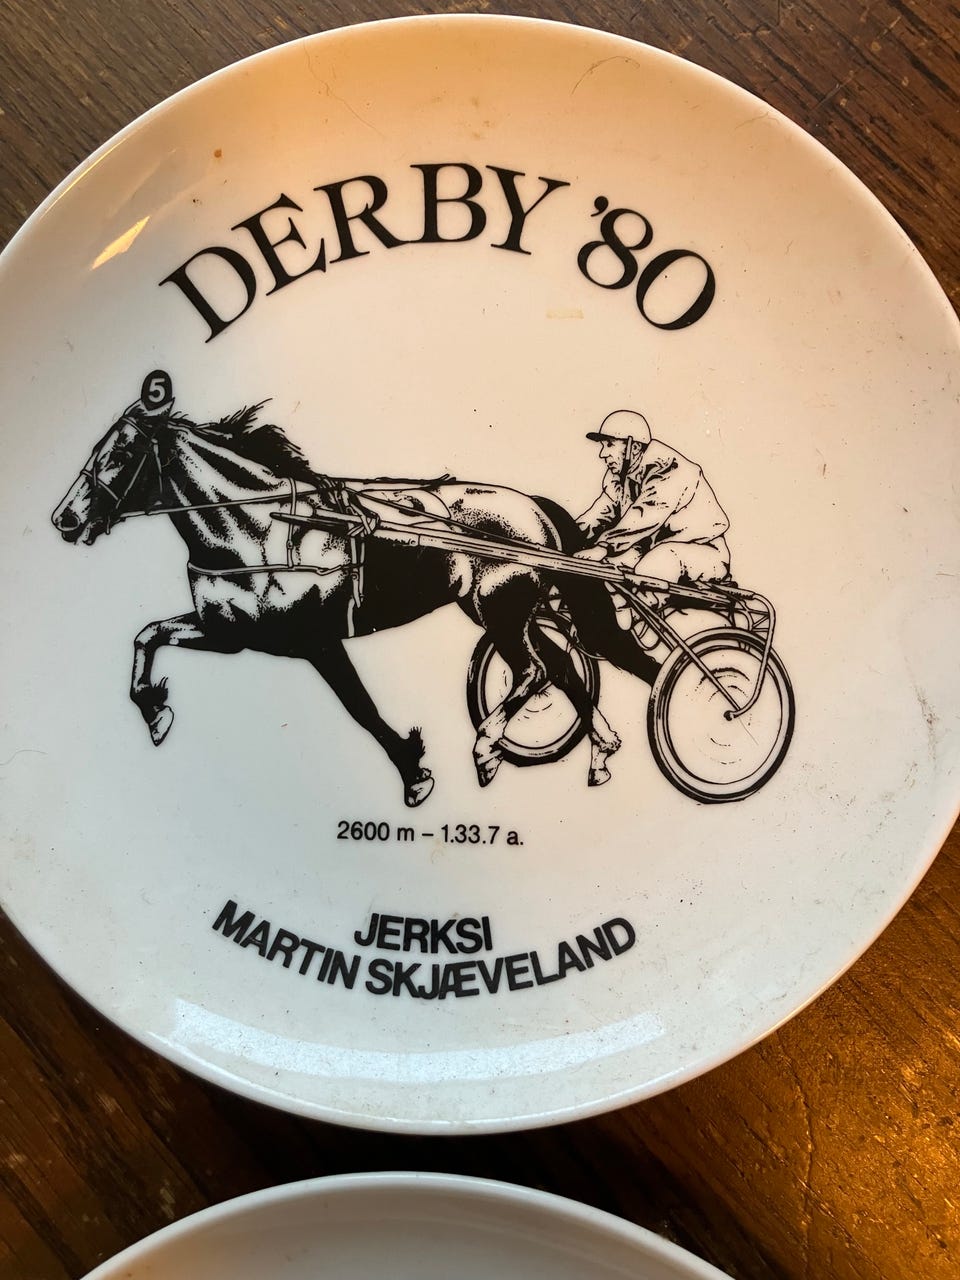 DERBY '80
5
2600 m – 1.33.7 a.
JERKSI
MARTIN SKJÆVELAND